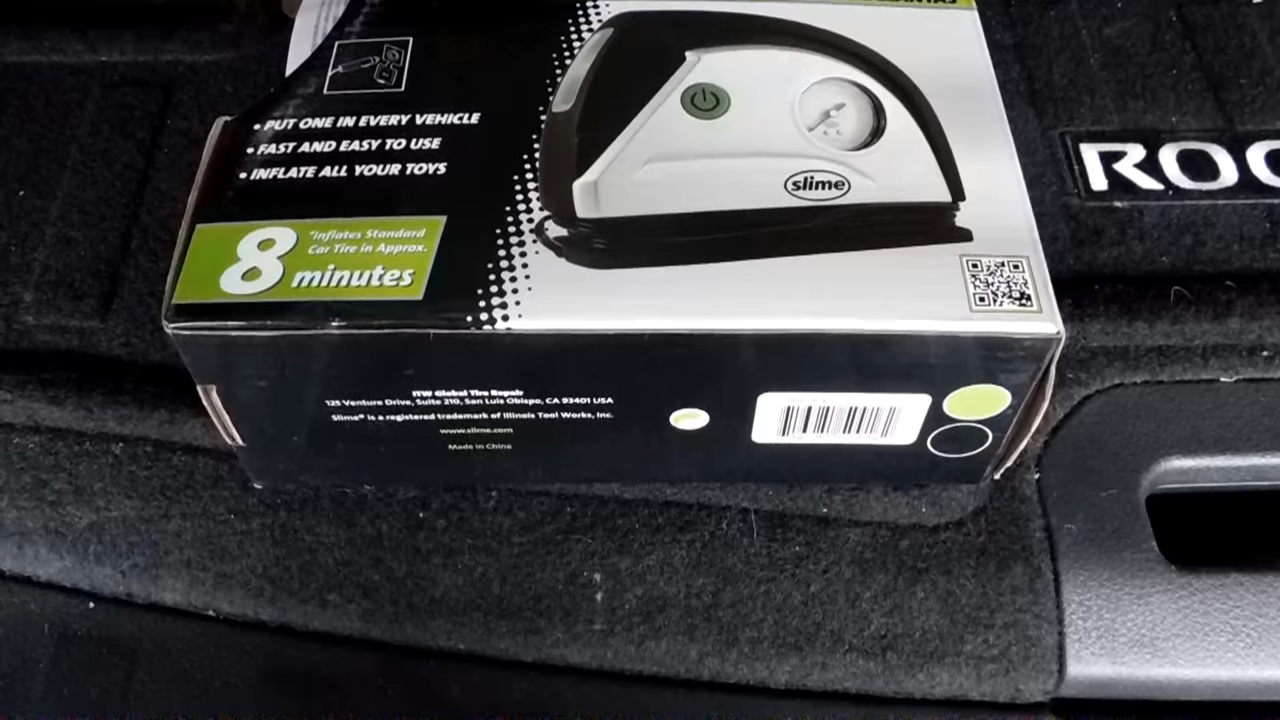 • PUT ONE IN EVERY VEHICLE
• FAST AND EASY TO USE
• INFLATE ALL YOUR TOYS
8 minutes
*Inflates Standard
Car Tire in Approx.
slime
ROC
ITW Global Tire Repair
125 Venture Drive, Suite 210, San Luis Obispo, CA 93401 USA
Slime® is a registered trademark of Illinois Tool Works, Inc.
www.slime.com
Made in China